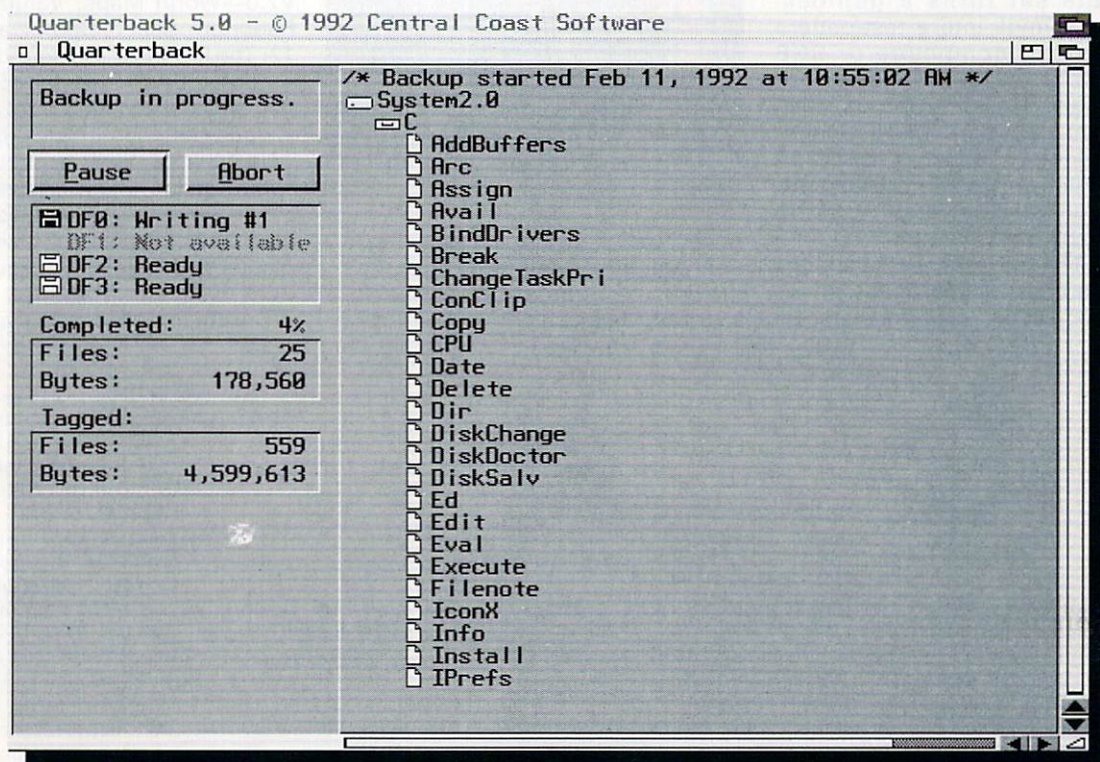 Quarterback 5.0 - © 1992 Central Coast Software
Quarterback
Backup in progress.
Pause
Abort
DF0: Writing #1
DF1: Not available
DF2: Ready
DF3: Ready
Completed: 4%
Files: 25
Bytes: 178,560
Tagged:
Files: 559
Bytes: 4,599,613
/* Backup started Feb 11, 1992 at 10:55:02 AM */
System2.0
C
AddBuffers
Arc
Assign
Avail
BindDrivers
Break
ChangeTaskPri
ConClip
Copy
CPU
Date
Delete
Dir
DiskChange
DiskDoctor
DiskSalv
Ed
Edit
Eval
Execute
Filenote
IconX
Info
Install
IPrefs